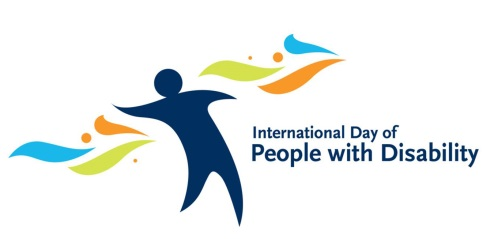 International Day of
People with Disability